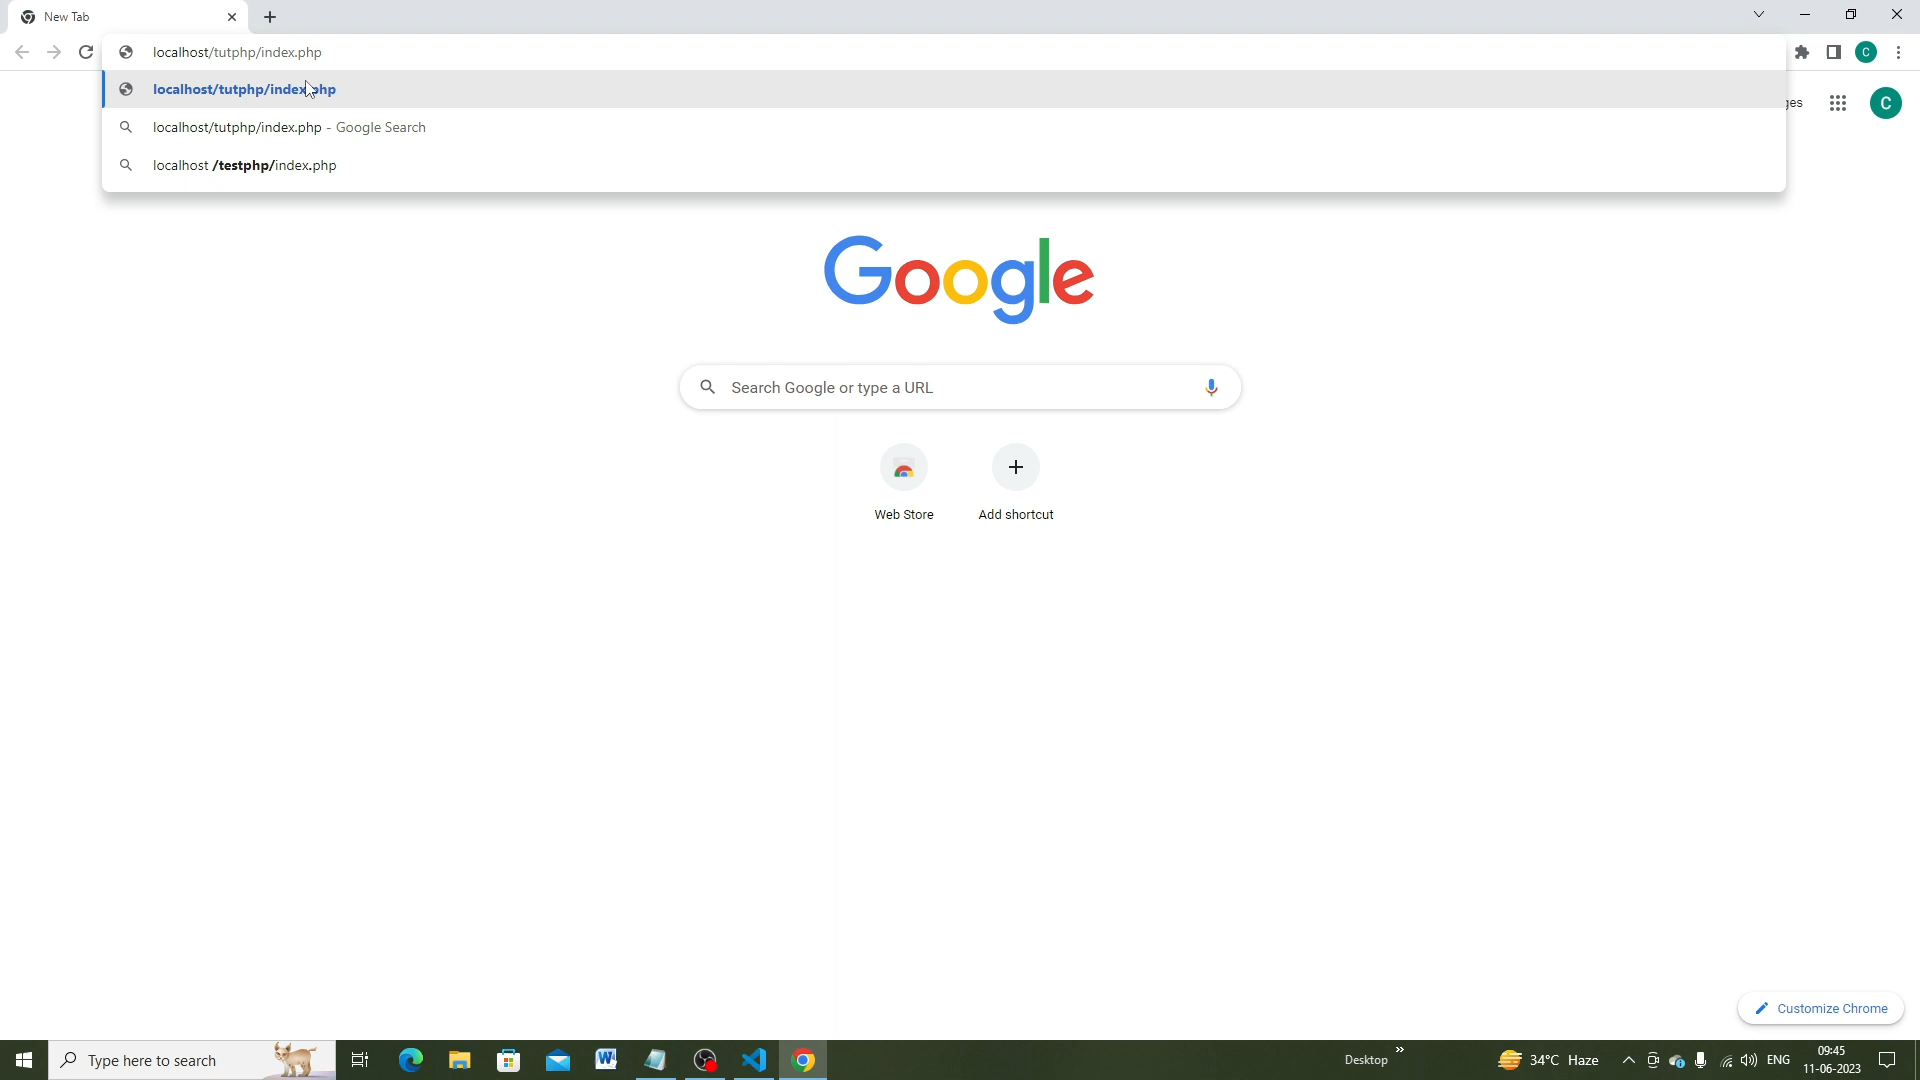 New Tab
localhost/tutphp/index.php
localhost/tutphp/index.php
localhost/tutphp/index.php - Google Search
localhost /testphp/index.php
C
C
Google
Search Google or type a URL
Web Store
Add shortcut
Customize Chrome
Type here to search
Desktop
34°C Haze
ENG
09:45
11-06-2023